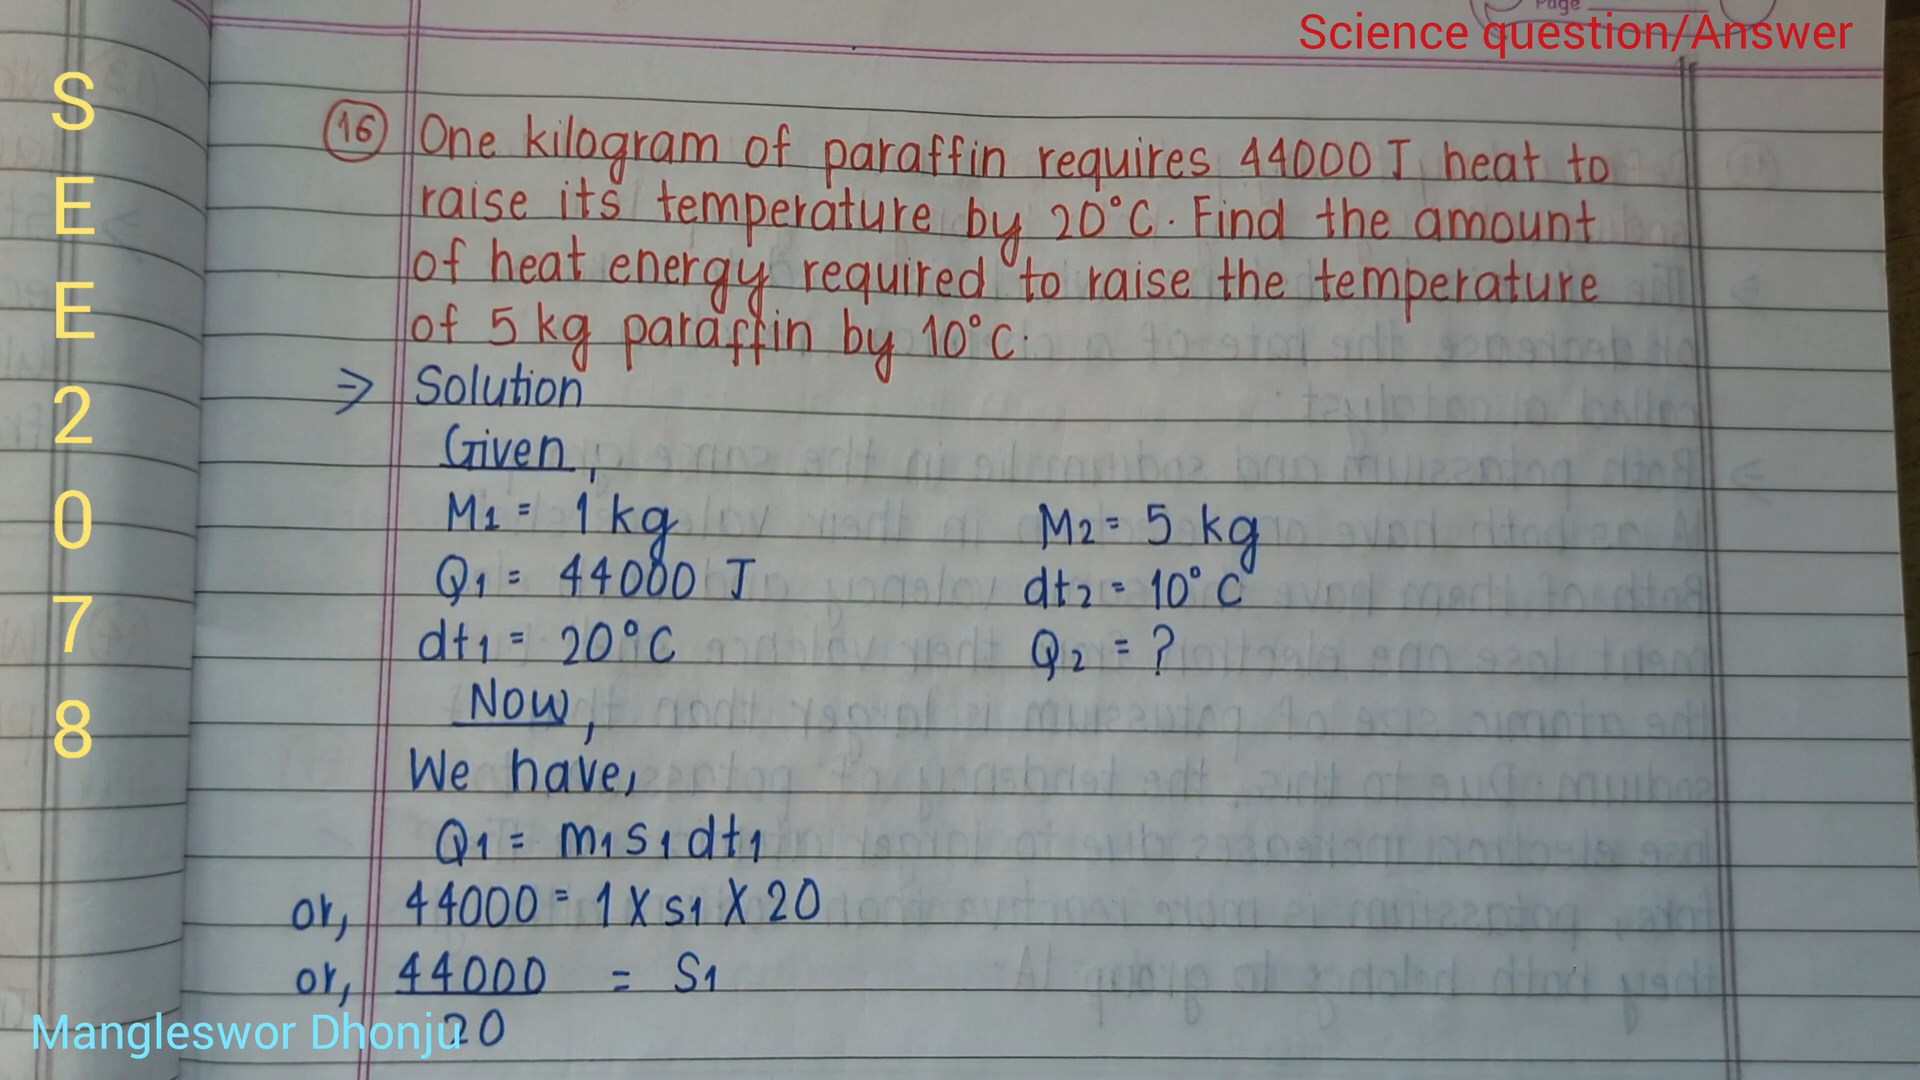 Page
Science question/Answer
S
E
E
2
0
7
8
16 One kilogram of paraffin requires 44000 J heat to
raise its temperature by 20°C. Find the amount
of heat energy required to raise the temperature
of 5 kg paraffin by 10°C.
⇒ Solution
Given,
M1 = 1 kg M2 = 5 kg
Q1 = 44000 J dt2 = 10°C
dt1 = 20°C Q2 = ?
Now,
We have,
Q1 = m1s1dt1
or, 44000 = 1 X s1 X 20
or, 44000 = S1
20
Mangleswor Dhonju